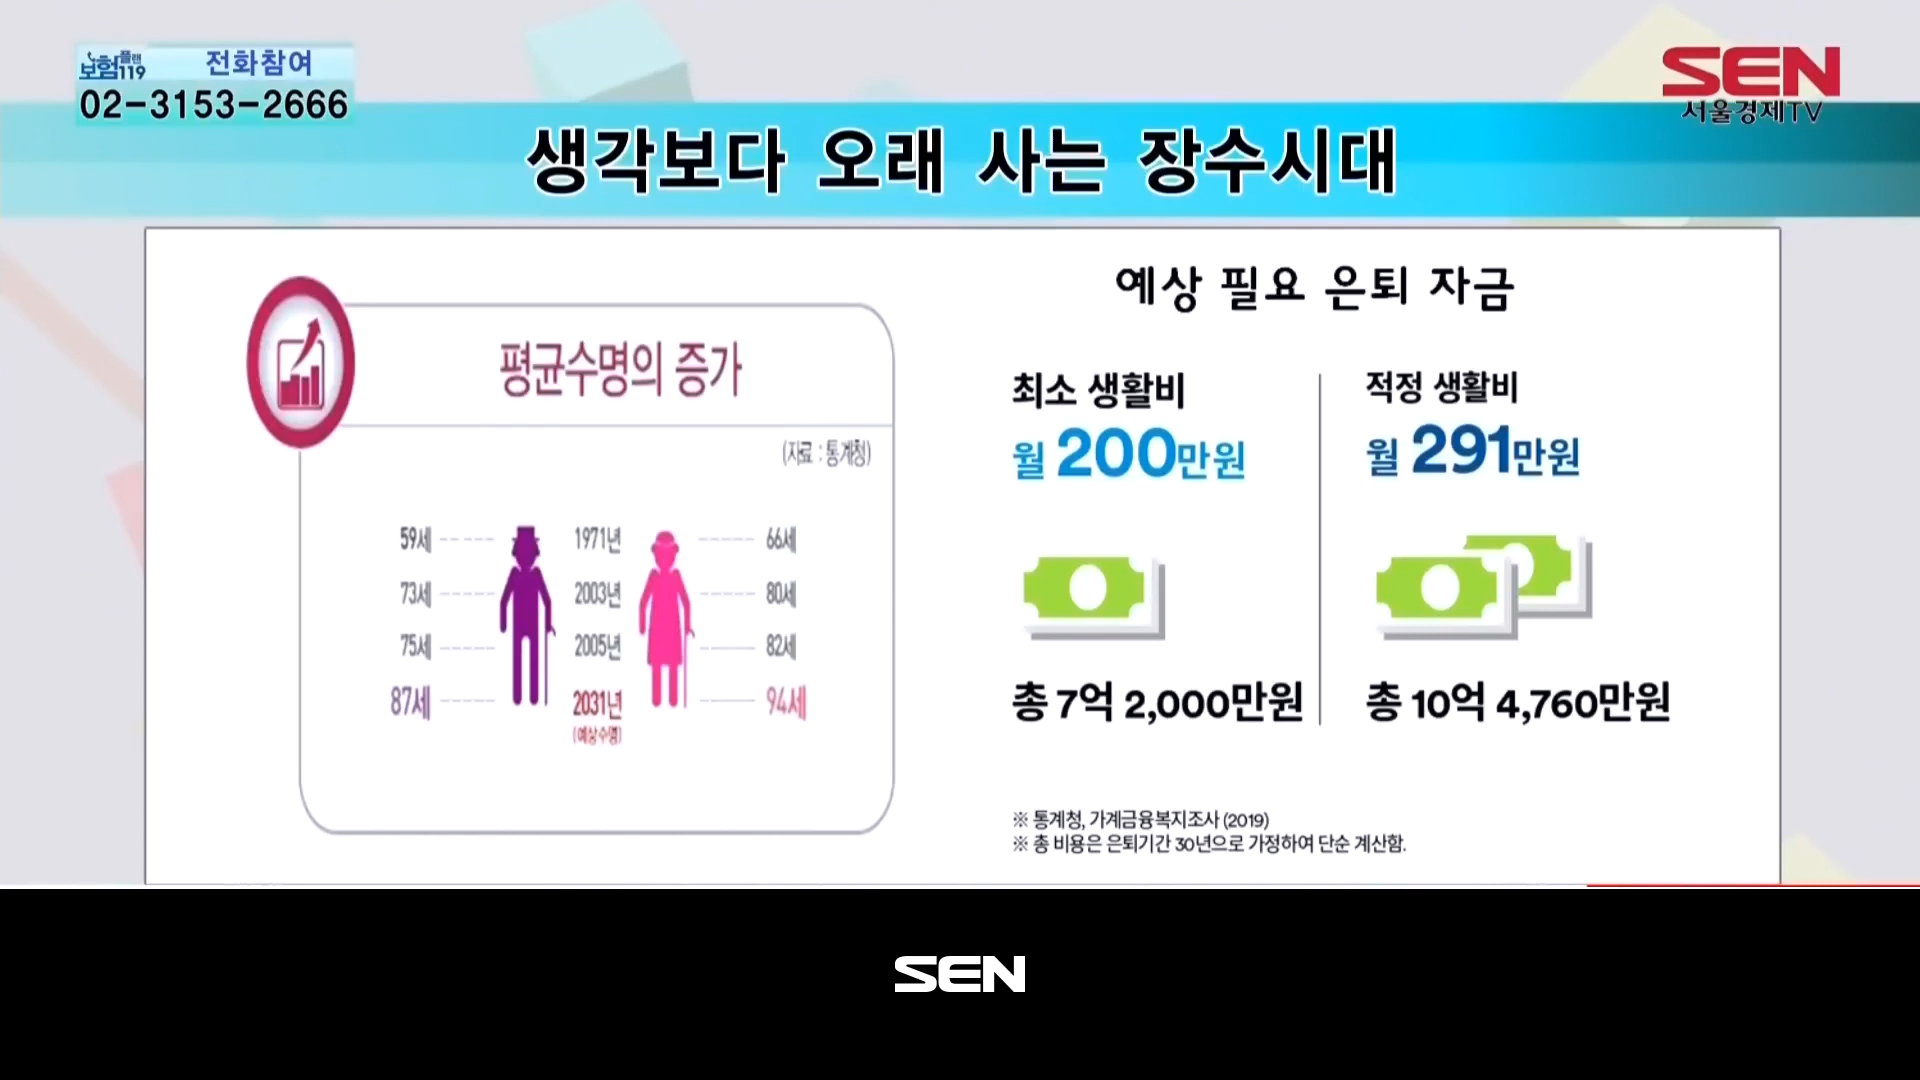 보험플랜119 전화참여
02-3153-2666
SEN
서울경제TV
생각보다 오래 사는 장수시대
평균수명의 증가
(자료 : 통계청)
59세 1971년 66세
73세 2003년 80세
75세 2005년 82세
87세 2031년 94세
(예상수명)
예상 필요 은퇴 자금
최소 생활비
월 200만원
총 7억 2,000만원
적정 생활비
월 291만원
총 10억 4,760만원
※ 통계청, 가계금융복지조사 (2019)
※ 총 비용은 은퇴기간 30년으로 가정하여 단순 계산함.
SEN